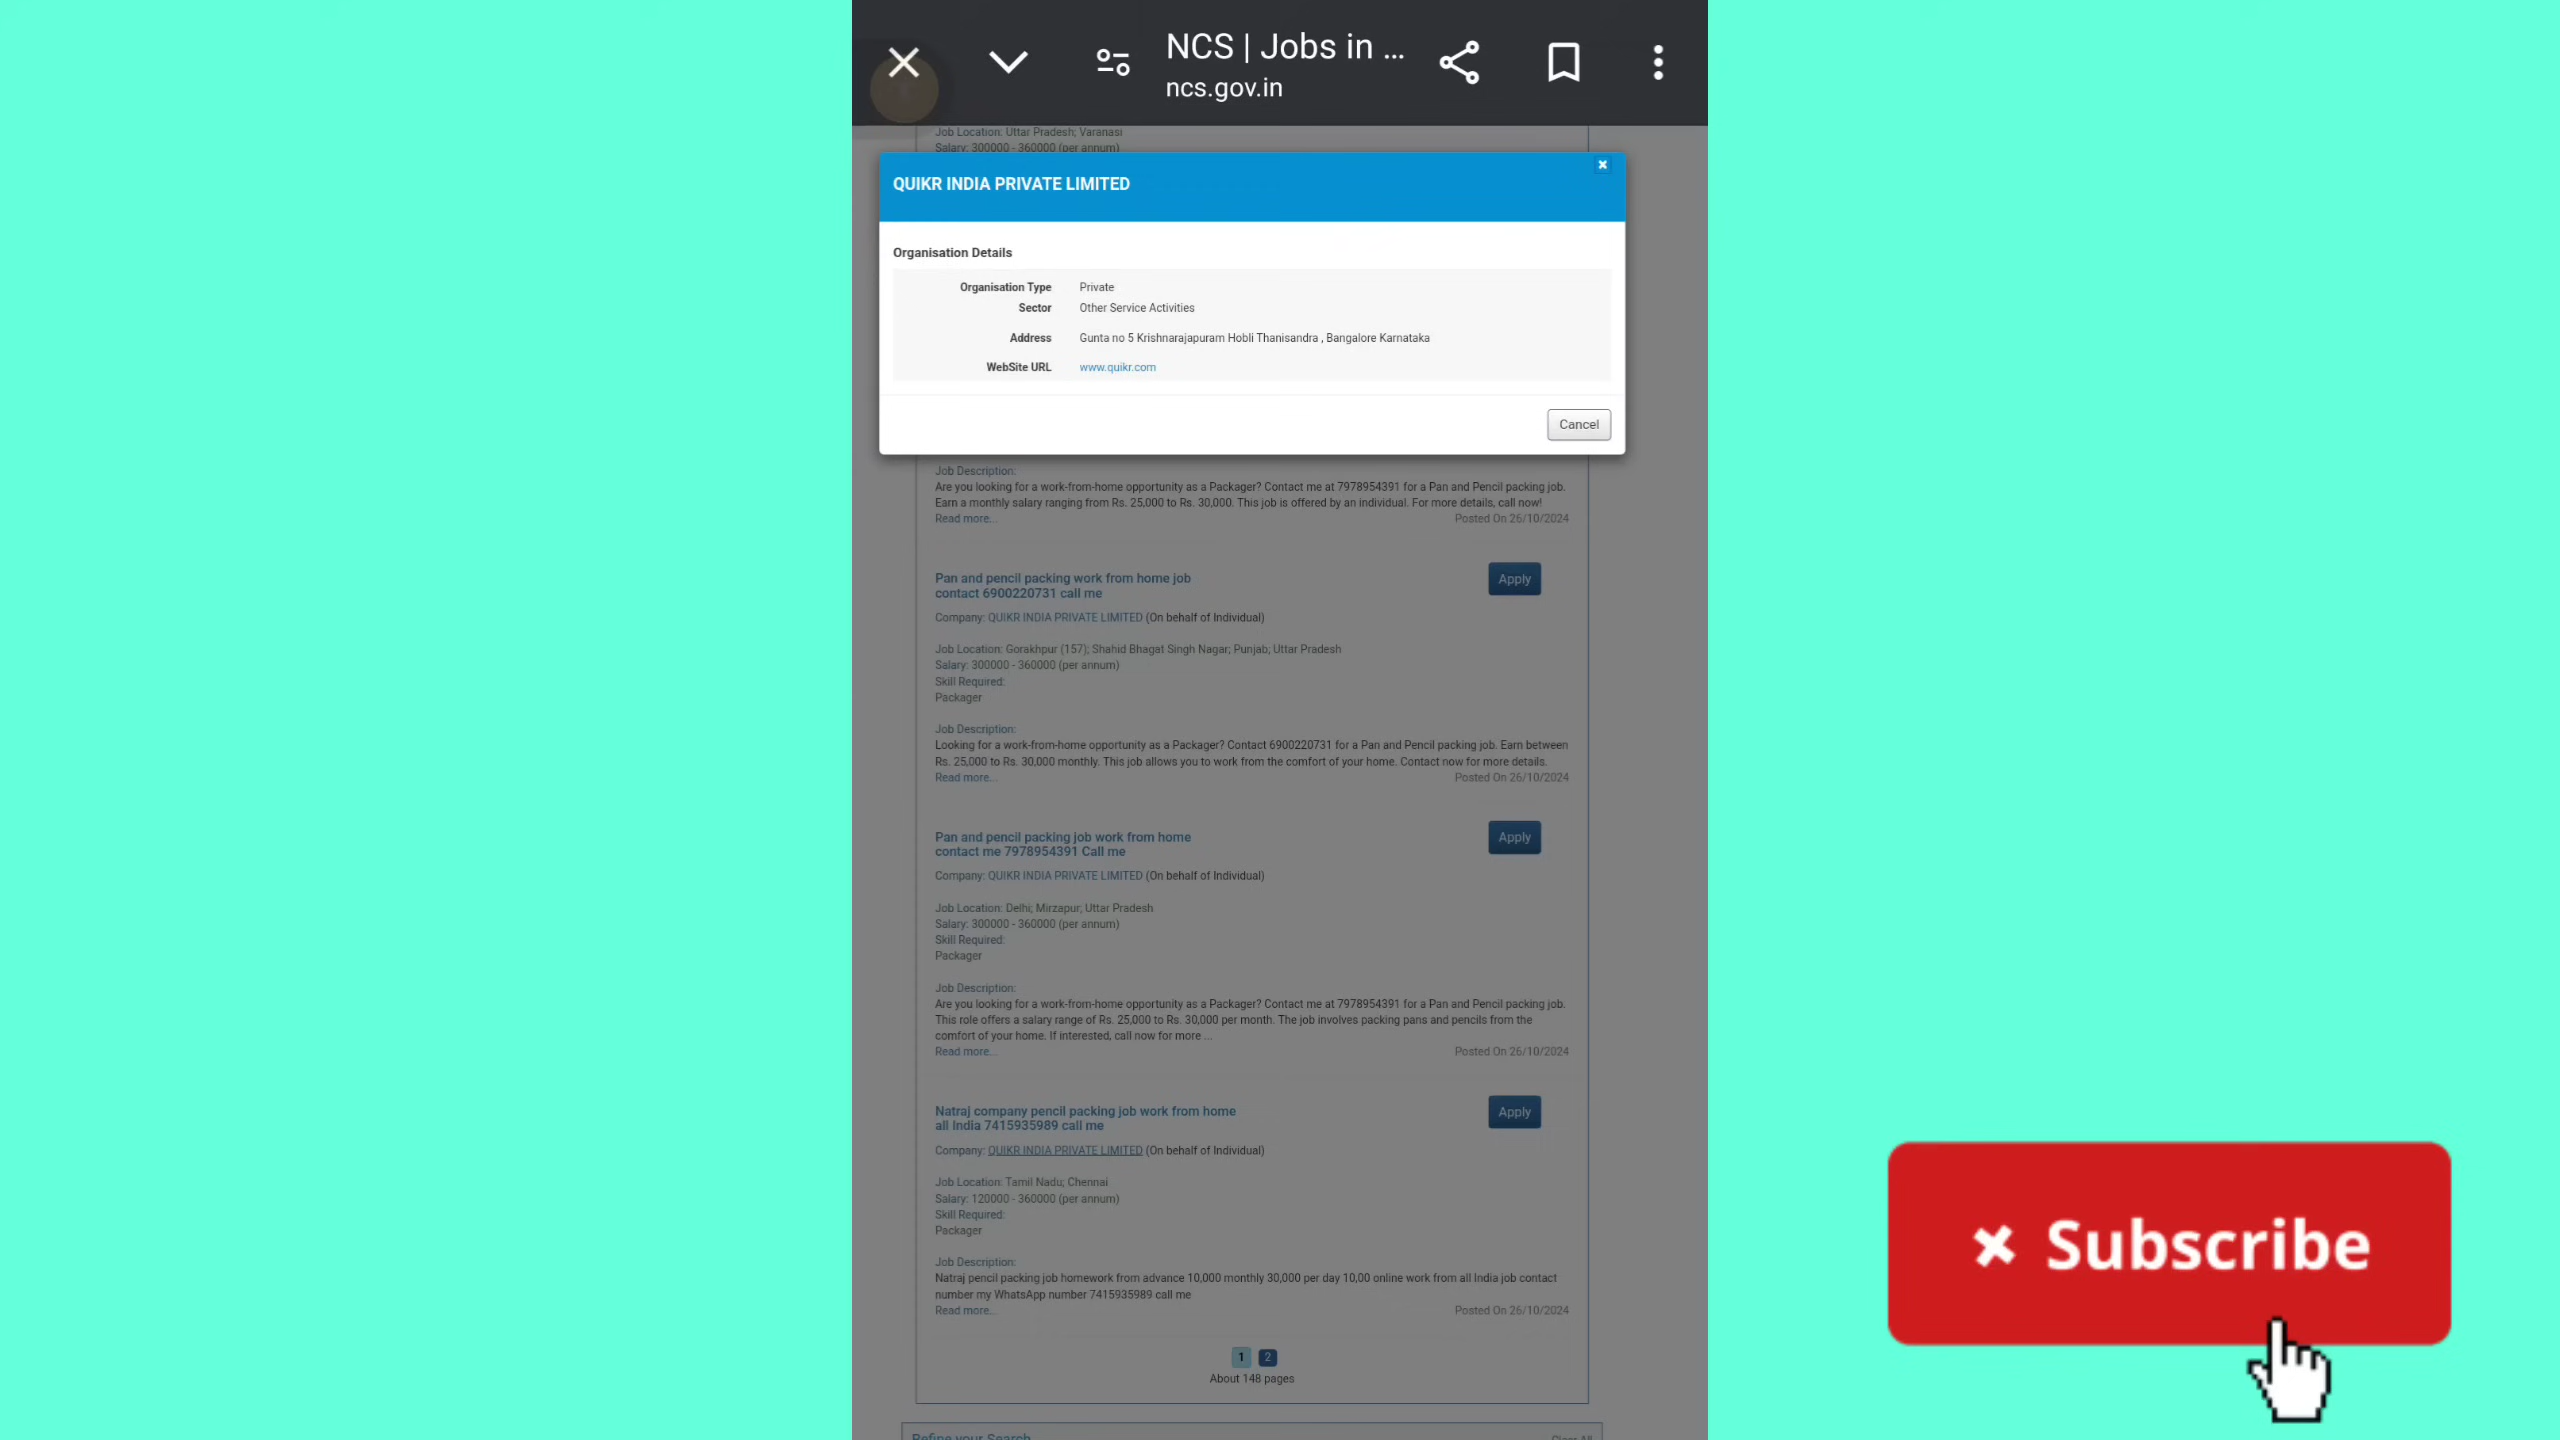 NCS | Jobs in ...
ncs.gov.in
Job Location: Uttar Pradesh; Varanasi
Salary: 300000 - 360000 (per annum)
QUIKR INDIA PRIVATE LIMITED
Organisation Details
Organisation Type Private
Sector Other Service Activities
Address Gunta no 5 Krishnarajapuram Hobli Thanisandra , Bangalore Karnataka
WebSite URL www.quikr.com
Cancel
Job Description:
Are you looking for a work-from-home opportunity as a Packager? Contact me at 7978954391 for a Pan and Pencil packing job.
Earn a monthly salary ranging from Rs. 25,000 to Rs. 30,000. This job is offered by an individual. For more details, call now!
Read more... Posted On 26/10/2024
Pan and pencil packing work from home job
contact 6900220731 call me
Apply
Company: QUIKR INDIA PRIVATE LIMITED (On behalf of Individual)
Job Location: Gorakhpur (157); Shahid Bhagat Singh Nagar; Punjab; Uttar Pradesh
Salary: 300000 - 360000 (per annum)
Skill Required:
Packager
Job Description:
Looking for a work-from-home opportunity as a Packager? Contact 6900220731 for a Pan and Pencil packing job. Earn between
Rs. 25,000 to Rs. 30,000 monthly. This job allows you to work from the comfort of your home. Contact now for more details.
Read more... Posted On 26/10/2024
Pan and pencil packing job work from home
contact me 7978954391 Call me
Apply
Company: QUIKR INDIA PRIVATE LIMITED (On behalf of Individual)
Job Location: Delhi; Mirzapur; Uttar Pradesh
Salary: 300000 - 360000 (per annum)
Skill Required:
Packager
Job Description:
Are you looking for a work-from-home opportunity as a Packager? Contact me at 7978954391 for a Pan and Pencil packing job.
This role offers a salary range of Rs. 25,000 to Rs. 30,000 per month. The job involves packing pans and pencils from the
comfort of your home. If interested, call now for more ...
Read more... Posted On 26/10/2024
Natraj company pencil packing job work from home
all India 7415935989 call me
Apply
Company: QUIKR INDIA PRIVATE LIMITED (On behalf of Individual)
Job Location: Tamil Nadu; Chennai
Salary: 120000 - 360000 (per annum)
Skill Required:
Packager
Job Description:
Natraj pencil packing job homework from advance 10,000 monthly 30,000 per day 10,00 online work from all India job contact
number my WhatsApp number 7415935989 call me
Read more... Posted On 26/10/2024
1 2
About 148 pages
Refine your Search Clear All
Subscribe